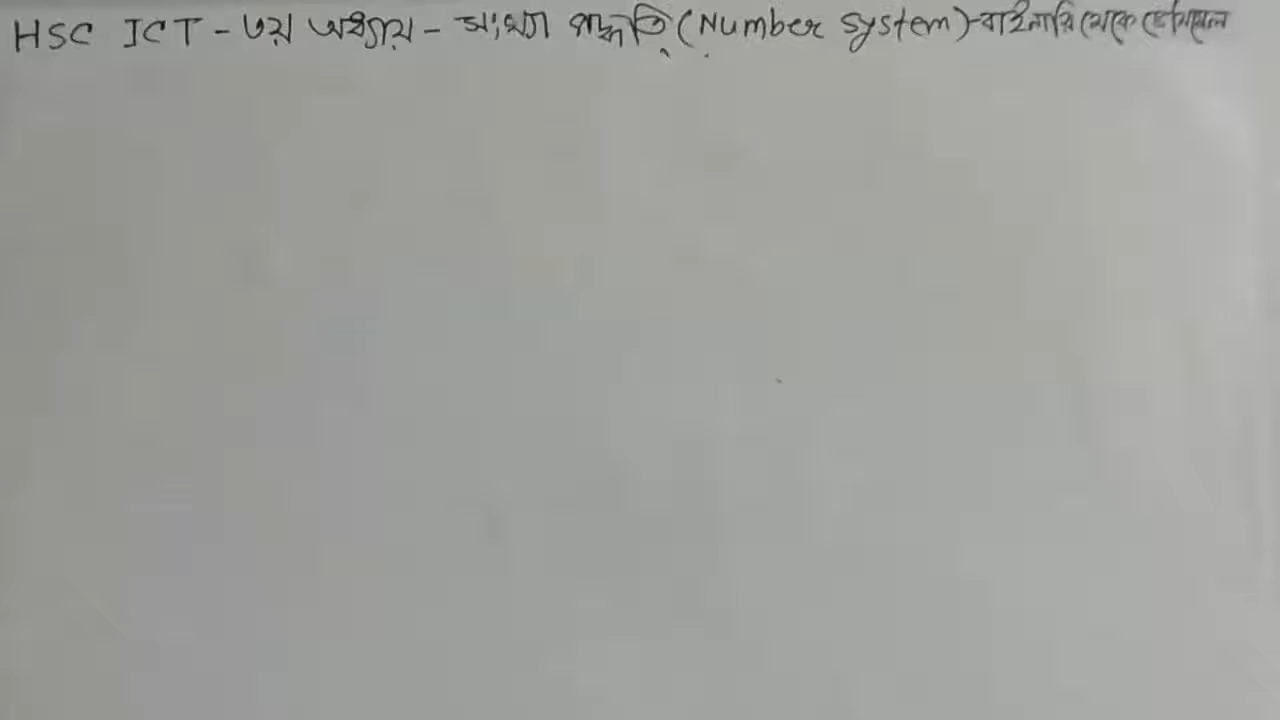 HSC ICT - ৩য় অধ্যায় - সংখ্যা পদ্ধতি (Number System)-বাইনারি থেকে ডেসিমেল